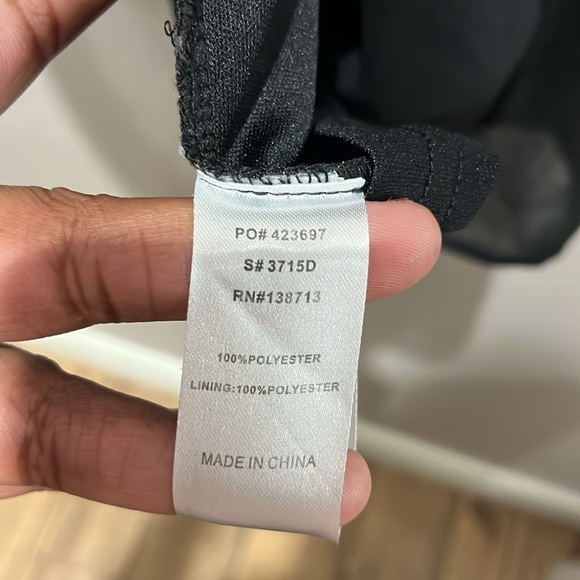 PO# 423697
S# 3715D
RN#138713
100%POLYESTER
LINING:100%POLYESTER
MADE IN CHINA